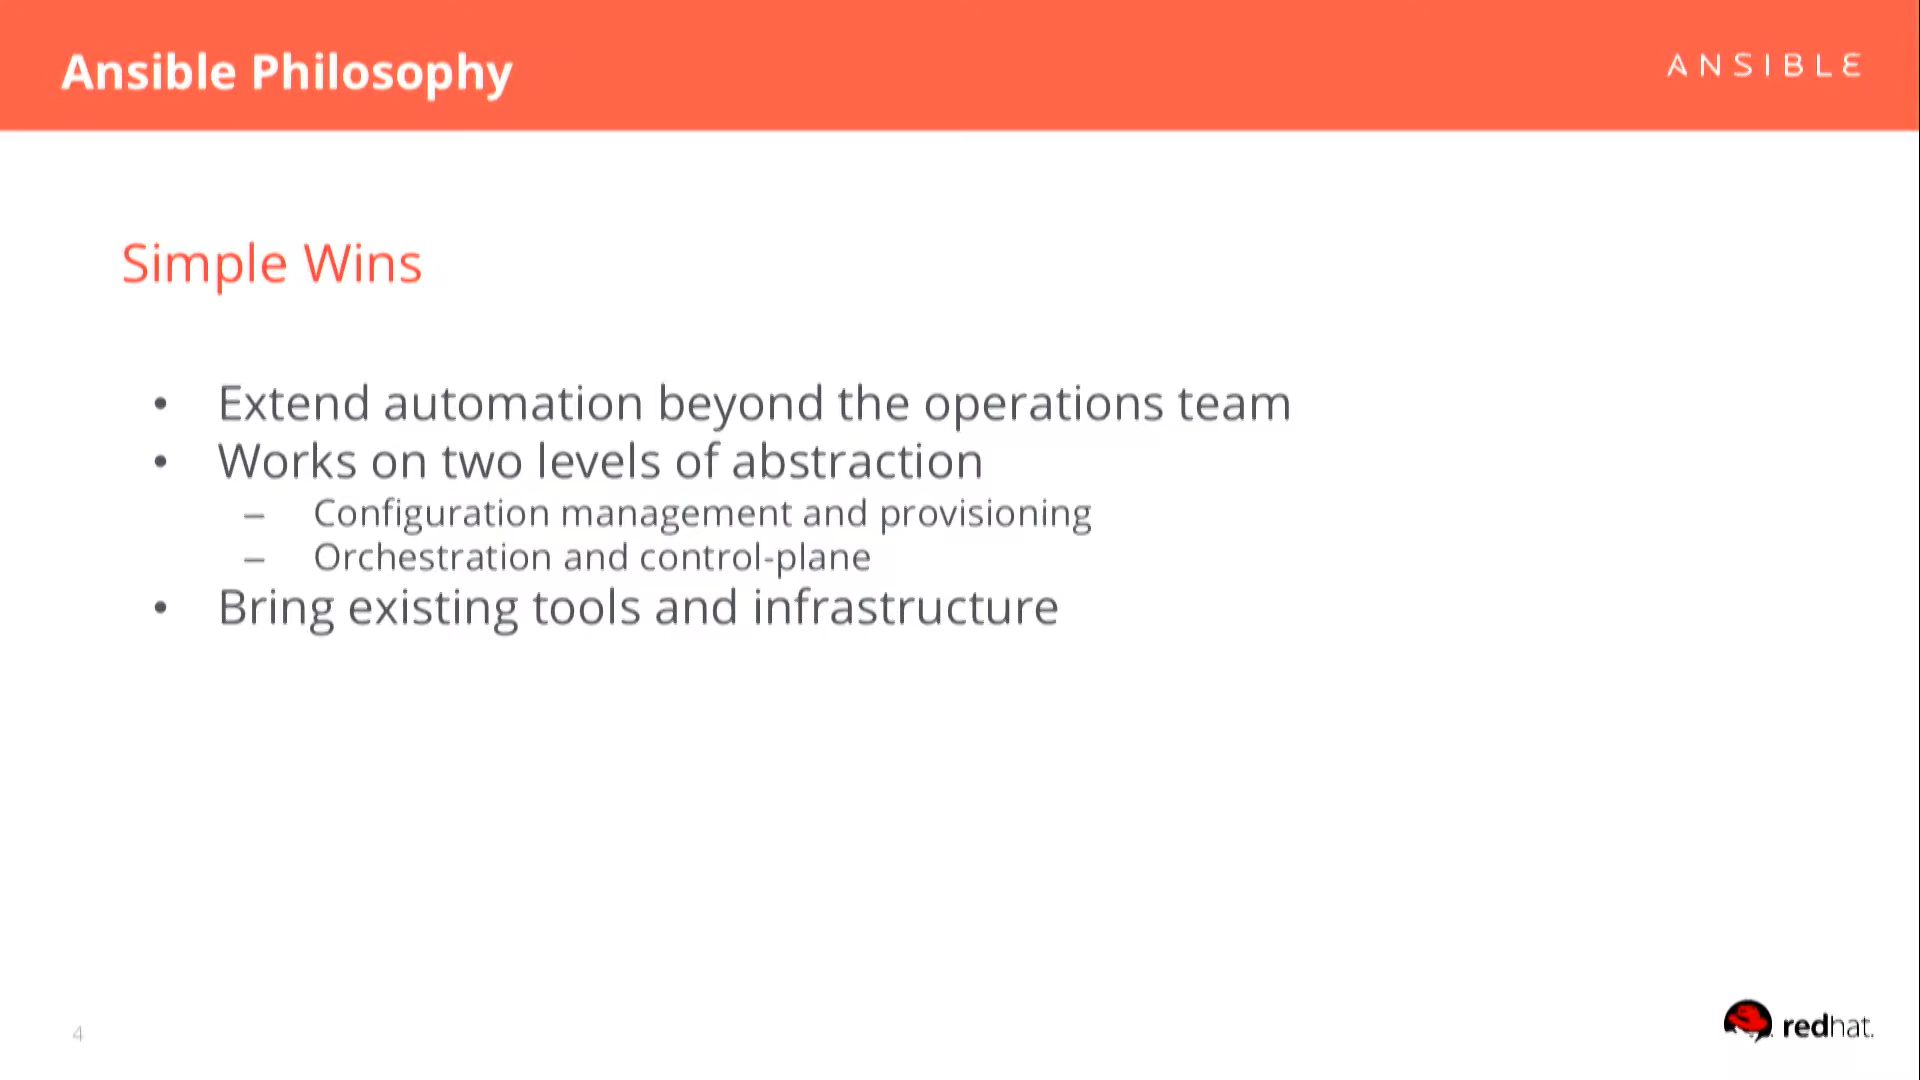 Ansible Philosophy
ANSIBLE
Simple Wins
• Extend automation beyond the operations team
• Works on two levels of abstraction
– Configuration management and provisioning
– Orchestration and control-plane
• Bring existing tools and infrastructure
4
redhat.